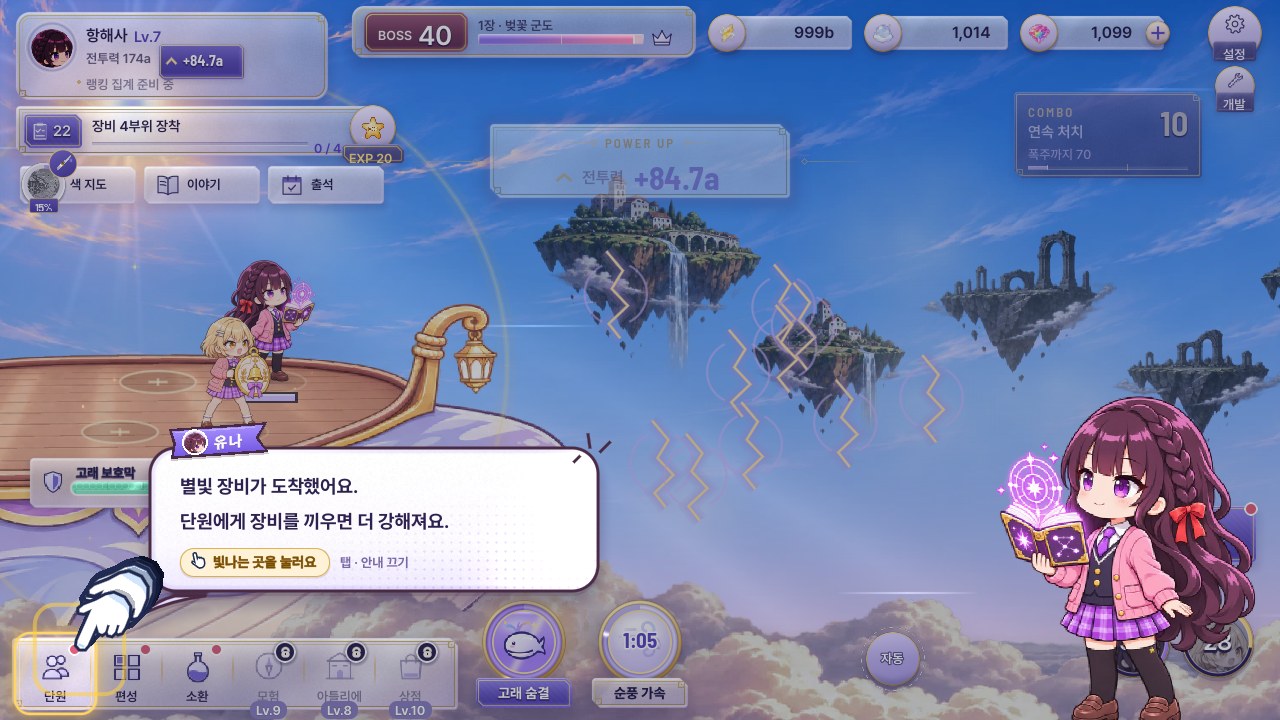 항해사 Lv.7
전투력 174a
+84.7a
랭킹 집계 준비 중
BOSS 40
1장 · 벚꽃 군도
999b
1,014
1,099
설정
개발
22
장비 4부위 장착
0 / 4
EXP 20
색 지도
15%
이야기
출석
POWER UP
전투력 +84.7a
COMBO
연속 처치
10
폭주까지 70
고래 보호막
유나
별빛 장비가 도착했어요.
단원에게 장비를 끼우면 더 강해져요.
빛나는 곳을 눌러요
탭 · 안내 끄기
단원
편성
소환
모험
Lv.9
아틀리에
Lv.8
상점
Lv.10
고래 숨결
1:05
순풍 가속
자동